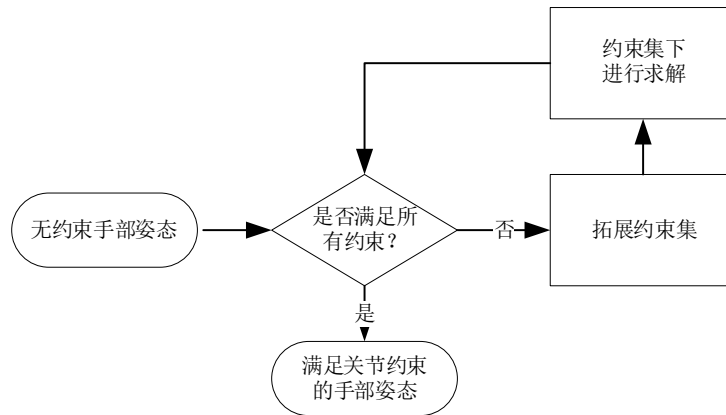 约束集下
进行求解
无约束手部姿态
是否满足所
有约束？
否
拓展约束集
是
满足关节约束
的手部姿态